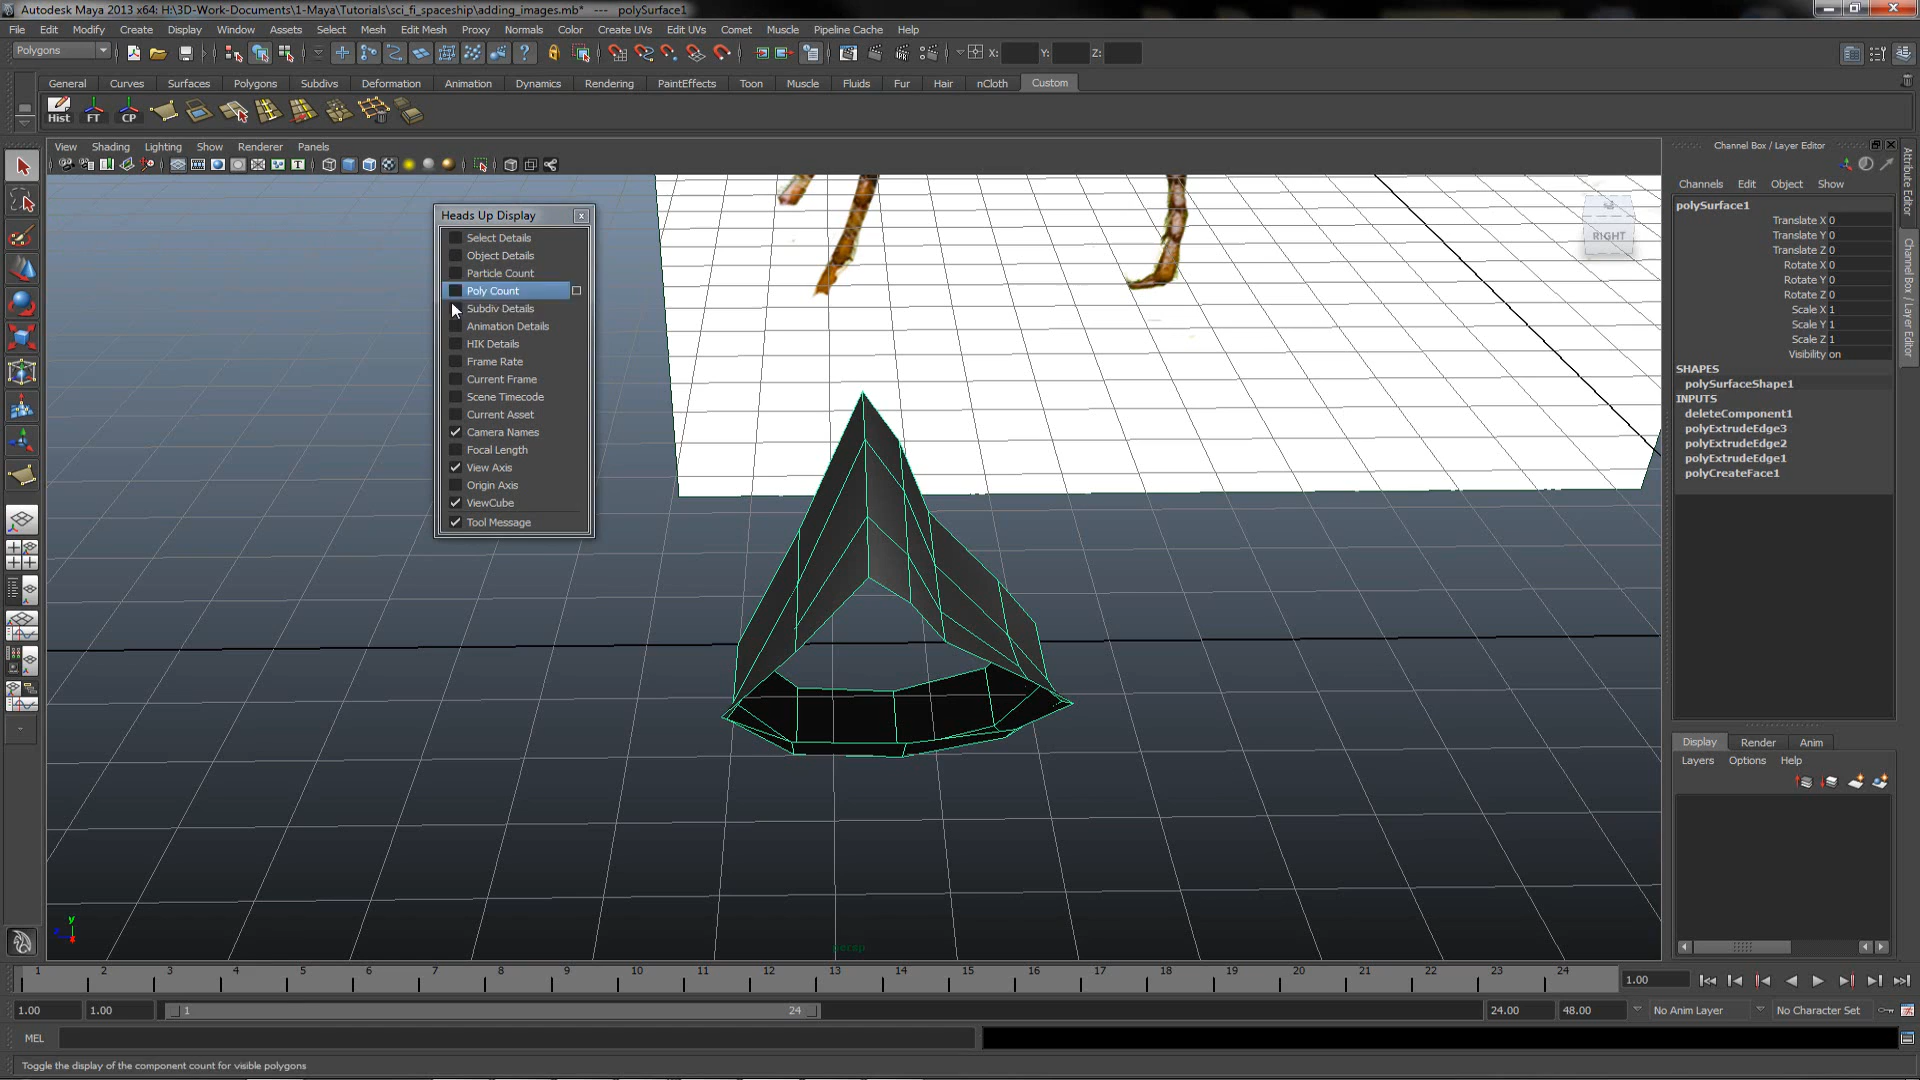 Autodesk Maya 2013 x64: H:\3D-Work-Documents\1-Maya\Tutorials\sci_fi_spaceship\adding_images.mb* --- polySurface1
File Edit Modify Create Display Window Assets Select Mesh Edit Mesh Proxy Normals Color Create UVs Edit UVs Comet Muscle Pipeline Cache Help
Polygons X: Y: Z:
General Curves Surfaces Polygons Subdivs Deformation Animation Dynamics Rendering PaintEffects Toon Muscle Fluids Fur Hair nCloth Custom
Hist FT CP
View Shading Lighting Show Renderer Panels
Heads Up Display
Select Details
Object Details
Particle Count
Poly Count
Subdiv Details
Animation Details
HIK Details
Frame Rate
Current Frame
Scene Timecode
Current Asset
Camera Names
Focal Length
View Axis
Origin Axis
ViewCube
Tool Message
RIGHT
y
persp
Channel Box / Layer Editor
Channels Edit Object Show
polySurface1
Translate X 0
Translate Y 0
Translate Z 0
Rotate X 0
Rotate Y 0
Rotate Z 0
Scale X 1
Scale Y 1
Scale Z 1
Visibility on
SHAPES
polySurfaceShape1
INPUTS
deleteComponent1
polyExtrudeEdge3
polyExtrudeEdge2
polyExtrudeEdge1
polyCreateFace1
Attribute Editor
Channel Box / Layer Editor
Display Render Anim
Layers Options Help
1 2 3 4 5 6 7 8 9 10 11 12 13 14 15 16 17 18 19 20 21 22 23 24 1.00
1.00 1.00 1 24 24.00 48.00 No Anim Layer No Character Set
MEL
Toggle the display of the component count for visible polygons